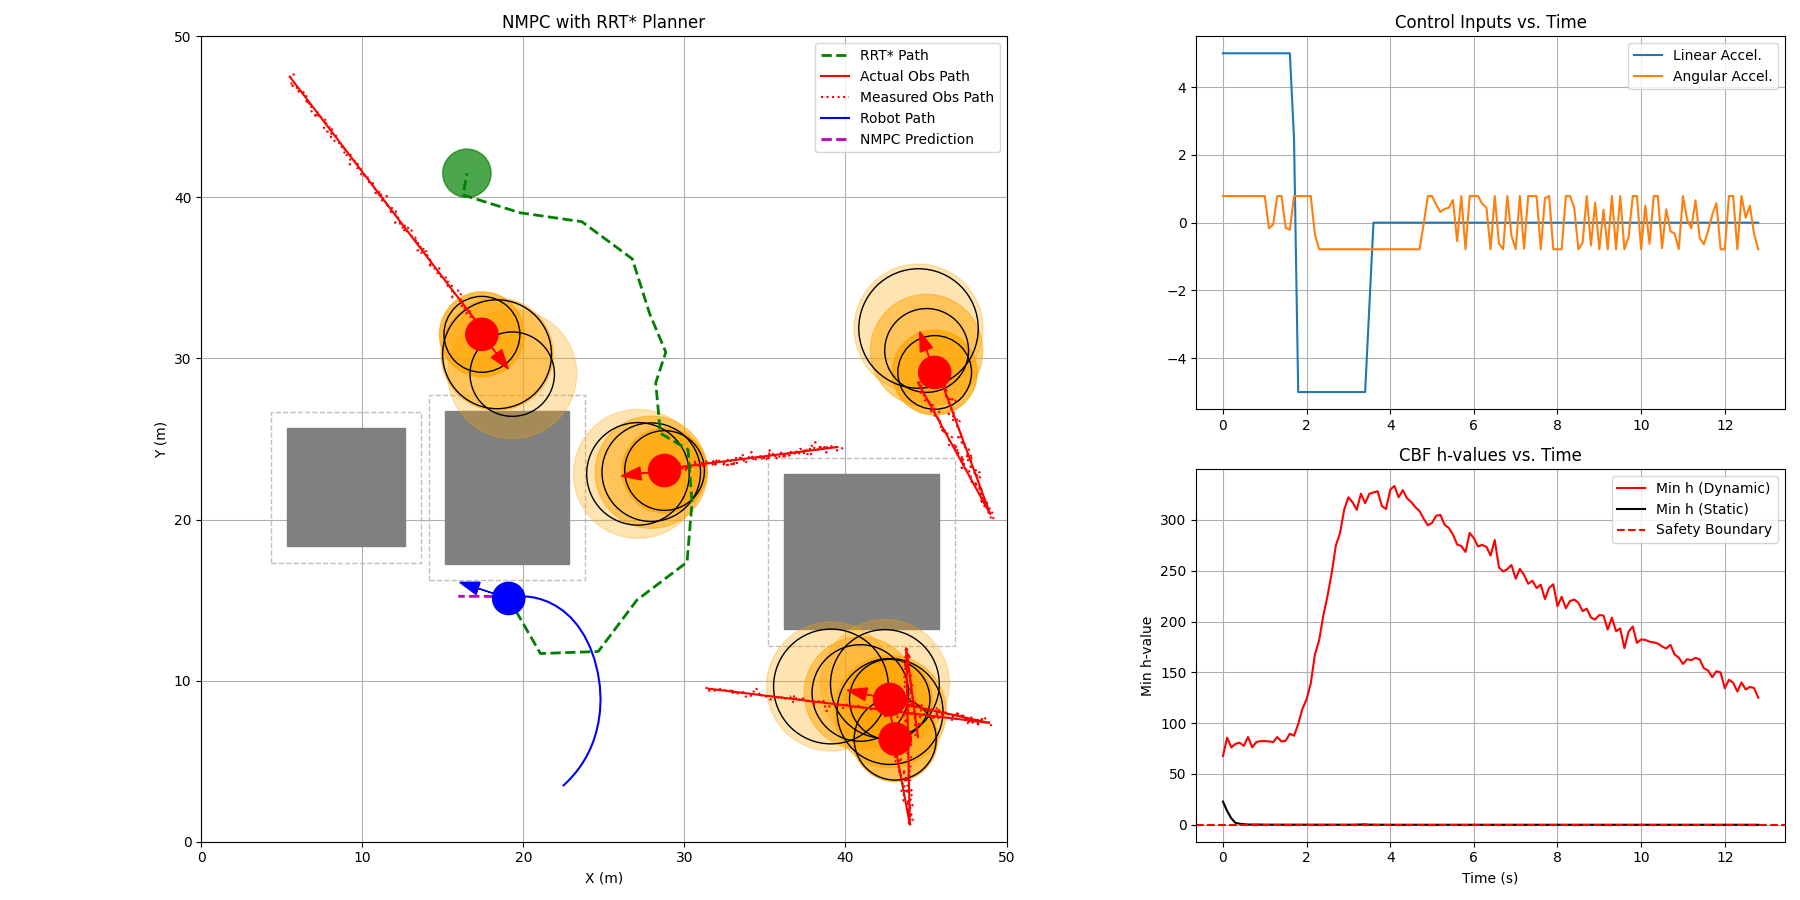 NMPC with RRT* Planner
50
40
30
20
10
0
Y (m)
0 10 20 30 40 50
X (m)
RRT* Path
Actual Obs Path
Measured Obs Path
Robot Path
NMPC Prediction
Control Inputs vs. Time
4
2
0
−2
−4
0 2 4 6 8 10 12
Linear Accel.
Angular Accel.
CBF h-values vs. Time
300
250
200
150
100
50
0
Min h-value
0 2 4 6 8 10 12
Time (s)
Min h (Dynamic)
Min h (Static)
Safety Boundary